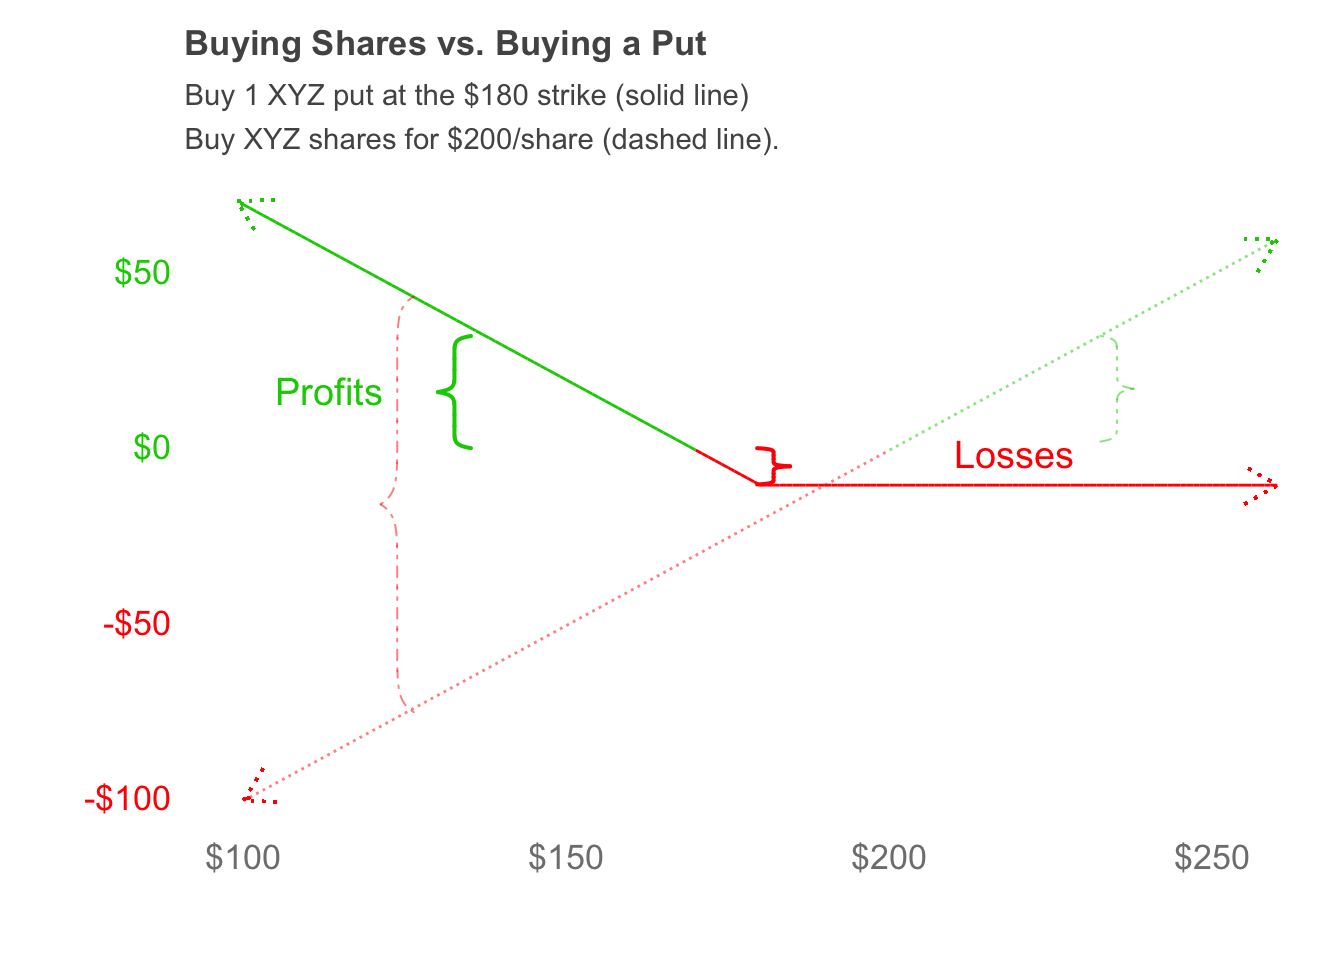 Buying Shares vs. Buying a Put
Buy 1 XYZ put at the $180 strike (solid line)
Buy XYZ shares for $200/share (dashed line).
$50
Profits
$0
Losses
-$50
-$100
$100 $150 $200 $250